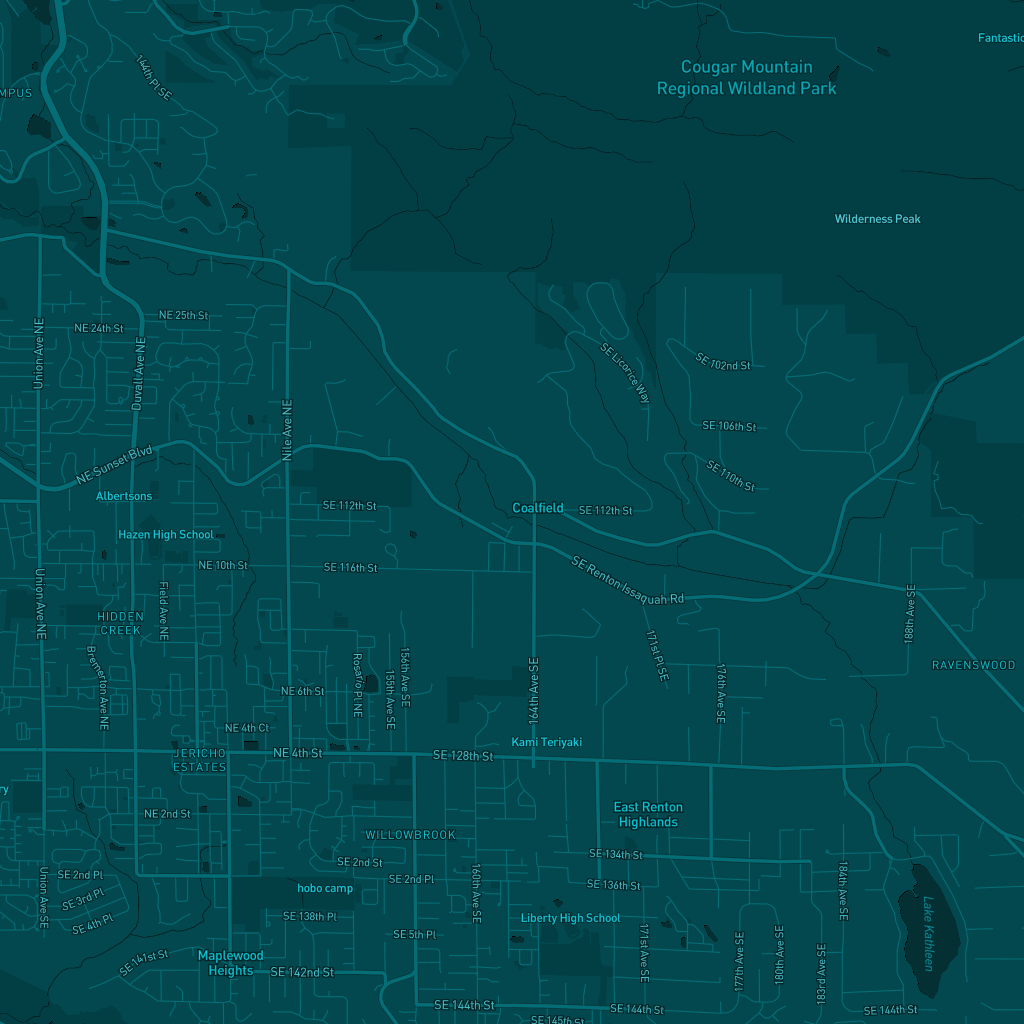 Fantastic
Cougar Mountain
Regional Wildland Park
144th Pl SE
MPUS
Wilderness Peak
NE 25th St
NE 24th St
Union Ave NE
Duvall Ave NE
SE Licorice Way
SE 102nd St
Nile Ave NE
SE 106th St
NE Sunset Blvd
SE 110th St
Albertsons
SE 112th St
Coalfield
SE 112th St
Hazen High School
NE 10th St
SE 116th St
SE Renton Issaquah Rd
Union Ave NE
Field Ave NE
188th Ave SE
HIDDEN
CREEK
171st Pl SE
RAVENSWOOD
Bremerton Ave NE
Rosario Pl NE
156th Ave SE
155th Ave SE
164th Ave SE
176th Ave SE
NE 6th St
NE 4th Ct
Kami Teriyaki
JERICHO
ESTATES
NE 4th St
SE 128th St
ry
NE 2nd St
East Renton
Highlands
WILLOWBROOK
SE 134th St
SE 2nd St
Union Ave SE
SE 2nd Pl
SE 2nd Pl
160th Ave SE
SE 136th St
184th Ave SE
hobo camp
SE 3rd Pl
SE 4th Pl
SE 138th Pl
Liberty High School
Lake Kathleen
SE 5th Pl
171st Ave SE
177th Ave SE
180th Ave SE
183rd Ave SE
SE 141st St
Maplewood
Heights
SE 142nd St
SE 144th St
SE 144th St
SE 144th St
SE 145th St